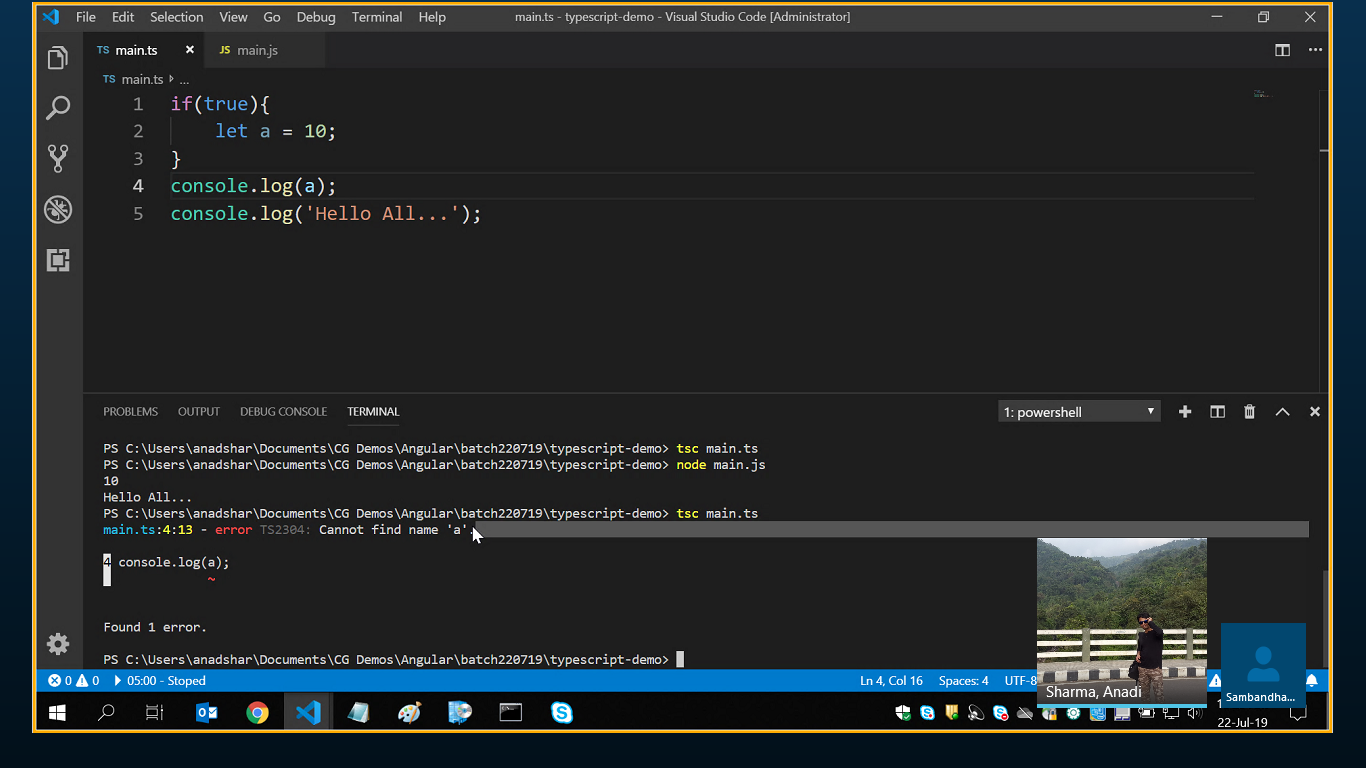 File Edit Selection View Go Debug Terminal Help main.ts - typescript-demo - Visual Studio Code [Administrator]
TS main.ts × JS main.js
TS main.ts ...
1 if(true){
2 let a = 10;
3 }
4 console.log(a);
5 console.log('Hello All...');
PROBLEMS OUTPUT DEBUG CONSOLE TERMINAL 1: powershell
PS C:\Users\anadshar\Documents\CG Demos\Angular\batch220719\typescript-demo> tsc main.ts
PS C:\Users\anadshar\Documents\CG Demos\Angular\batch220719\typescript-demo> node main.js
10
Hello All...
PS C:\Users\anadshar\Documents\CG Demos\Angular\batch220719\typescript-demo> tsc main.ts
main.ts:4:13 - error TS2304: Cannot find name 'a'.
4 console.log(a);
~
Found 1 error.
PS C:\Users\anadshar\Documents\CG Demos\Angular\batch220719\typescript-demo>
0 0 05:00 - Stoped Ln 4, Col 16 Spaces: 4 UTF-8
Sharma, Anadi
Sambandha...
22-Jul-19